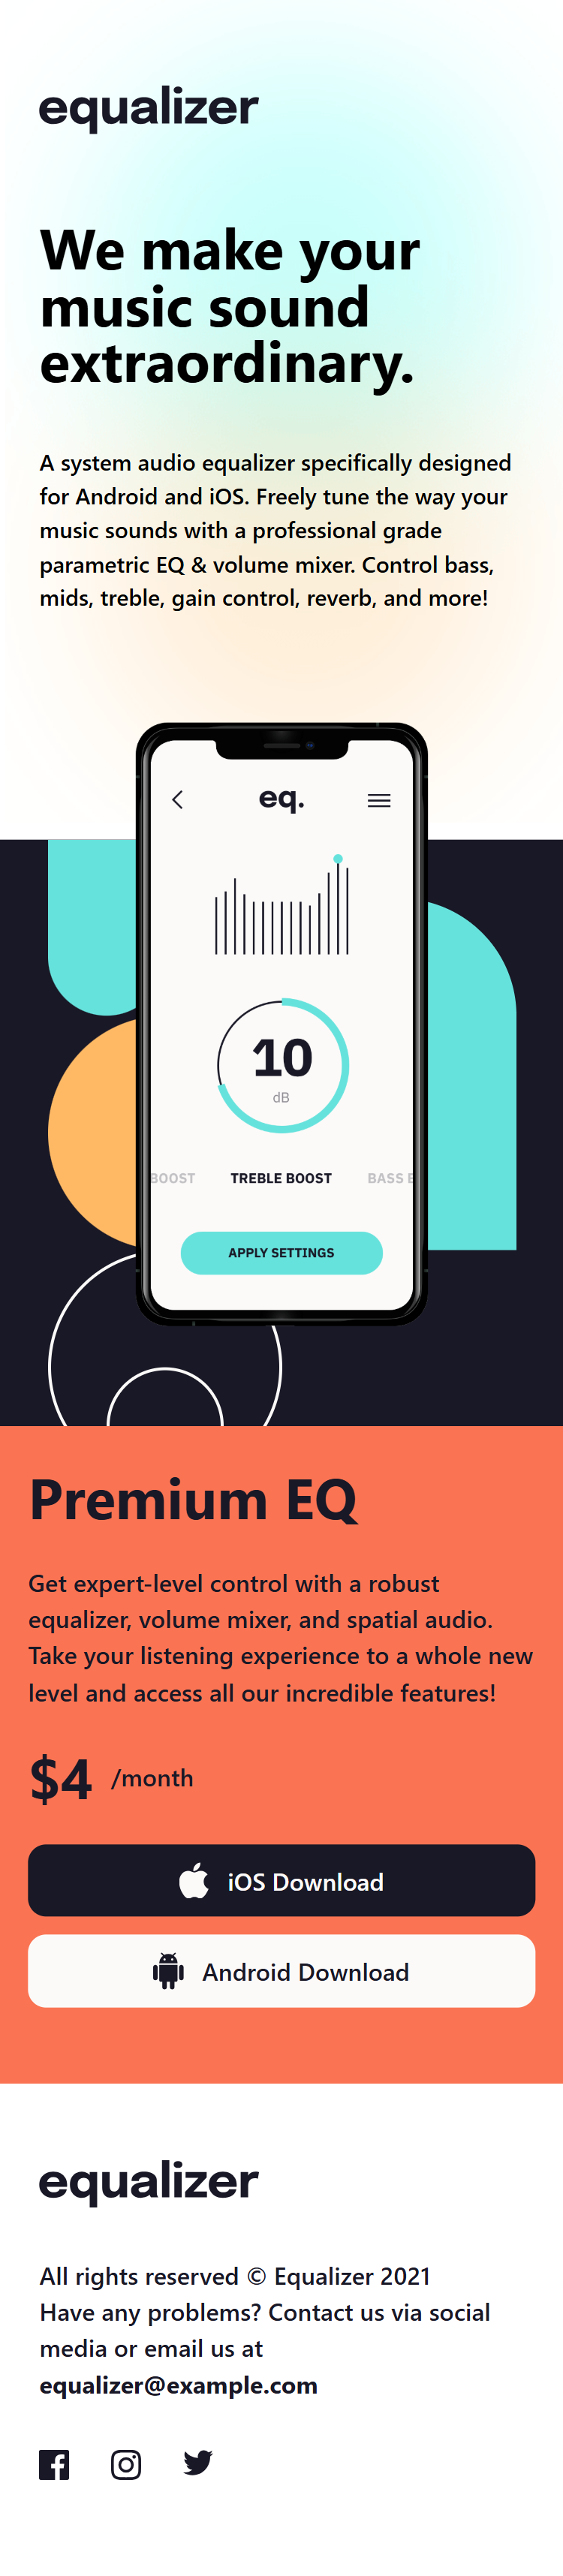 equalizer
We make your
music sound
extraordinary.
A system audio equalizer specifically designed
for Android and iOS. Freely tune the way your
music sounds with a professional grade
parametric EQ & volume mixer. Control bass,
mids, treble, gain control, reverb, and more!
eq.
10
dB
BOOST TREBLE BOOST BASS
APPLY SETTINGS
Premium EQ
Get expert-level control with a robust
equalizer, volume mixer, and spatial audio.
Take your listening experience to a whole new
level and access all our incredible features!
$4 /month
iOS Download
Android Download
equalizer
All rights reserved © Equalizer 2021
Have any problems? Contact us via social
media or email us at
equalizer@example.com